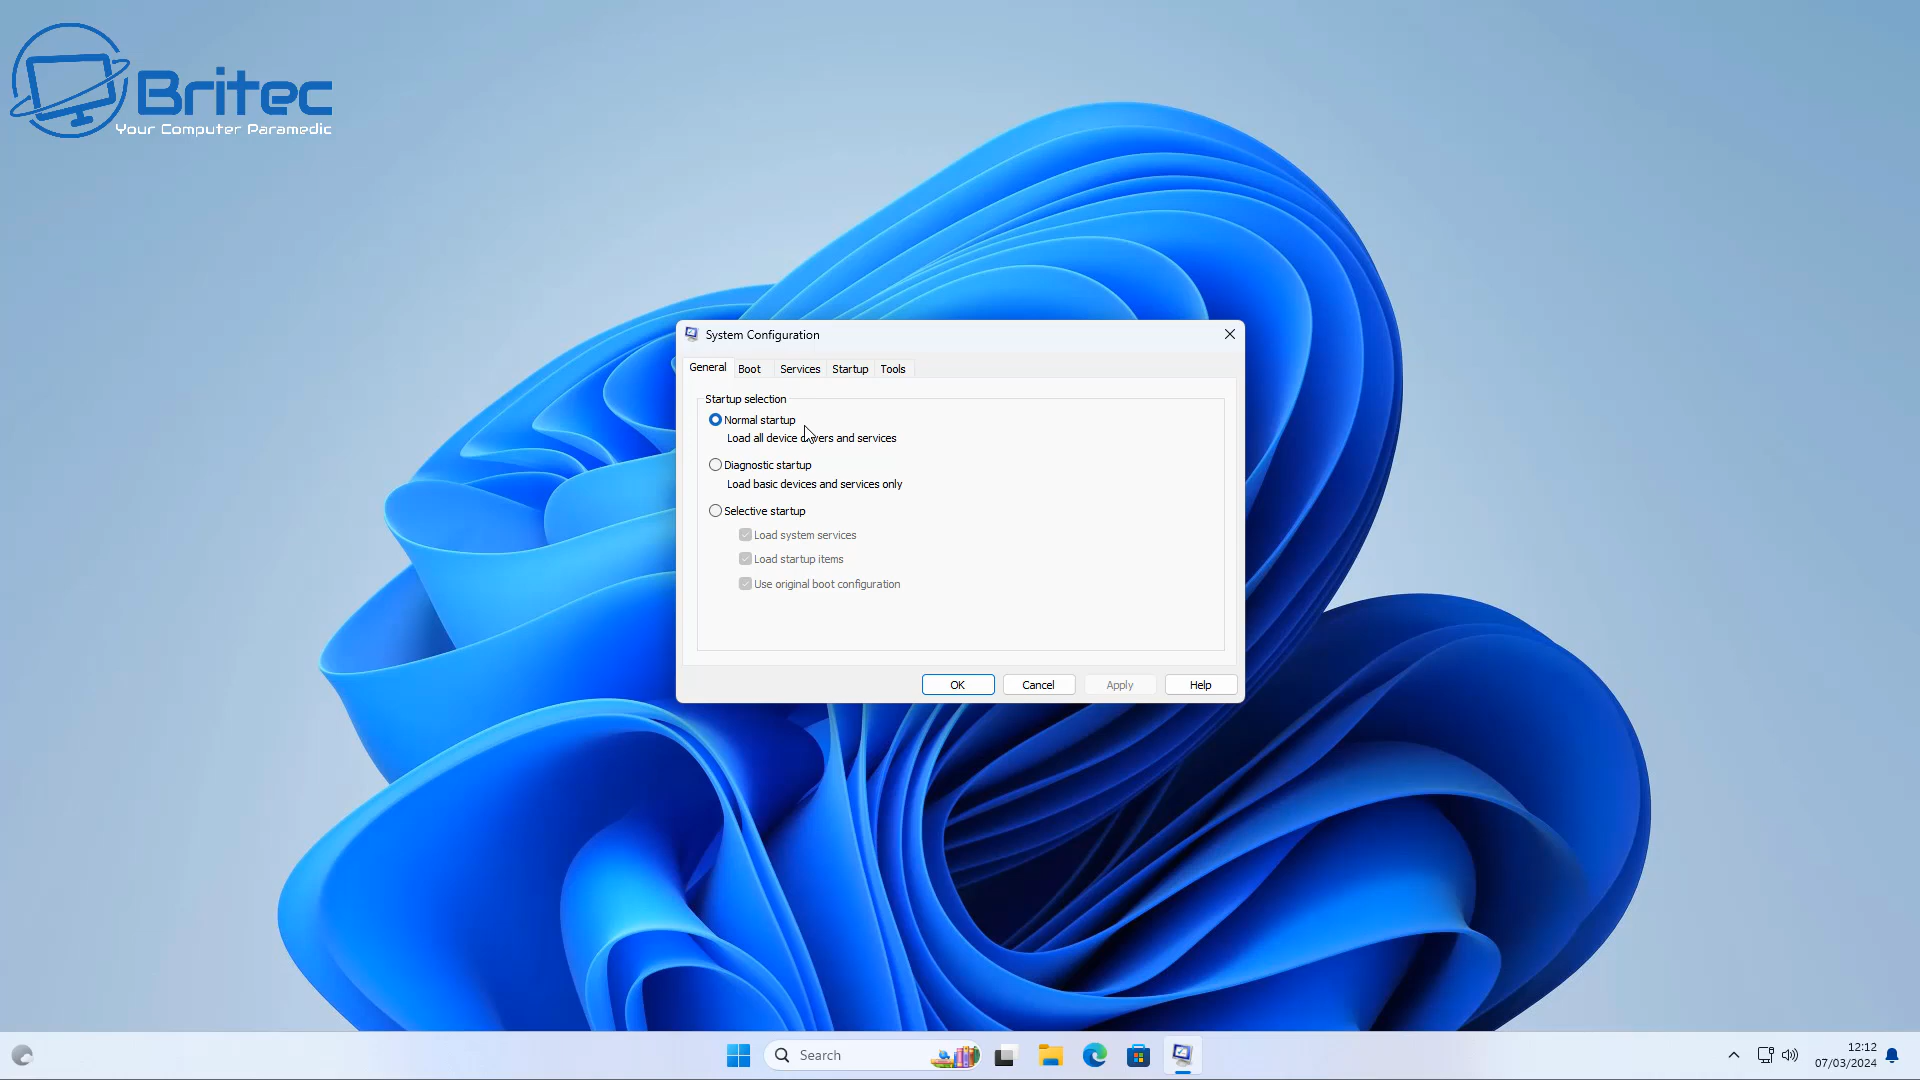 Britec
Your Computer Paramedic
System Configuration
General Boot Services Startup Tools
Startup selection
Normal startup
Load all device drivers and services
Diagnostic startup
Load basic devices and services only
Selective startup
Load system services
Load startup items
Use original boot configuration
OK Cancel Apply Help
Search
12:12
07/03/2024